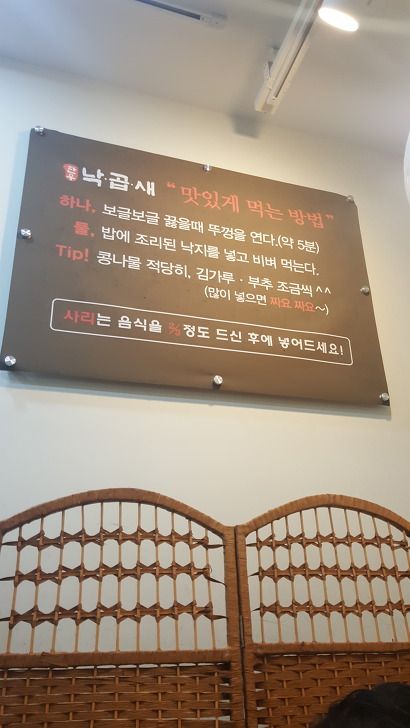 낙·곱·새 “맛있게 먹는 방법”
하나, 보글보글 끓을때 뚜껑을 연다.(약 5분)
둘, 밥에 조리된 낙지를 넣고 비벼 먹는다.
Tip! 콩나물 적당히, 김가루·부추 조금씩 ^^
(많이 넣으면 짜요 짜요~)
사리는 음식을 ⅔정도 드신 후에 넣어드세요!